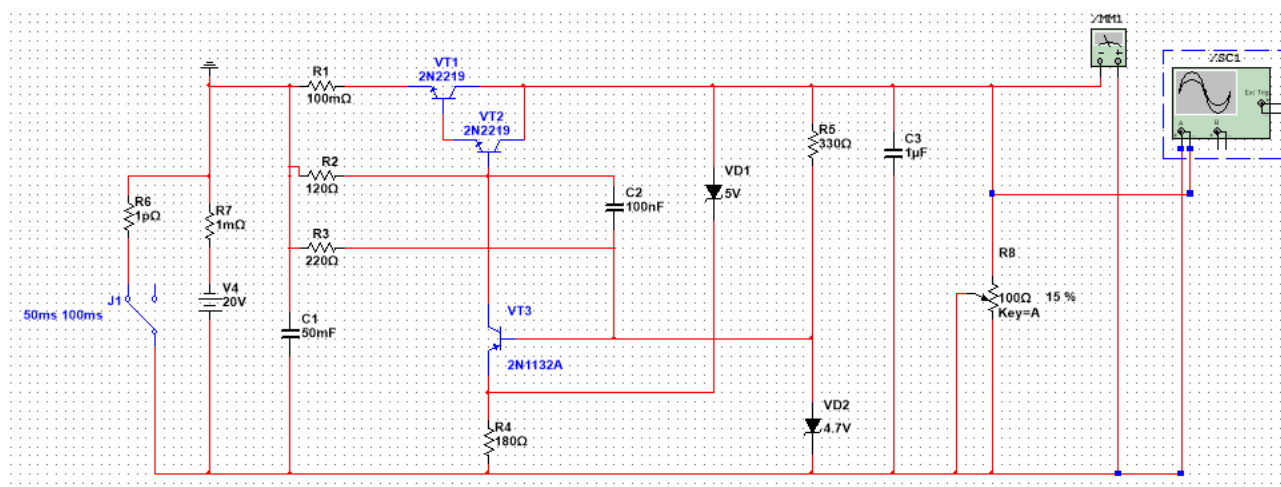 XMM1
XSC1
Ext Trig
A
B
R1
100mΩ
VT1
2N2219
VT2
2N2219
R2
120Ω
R3
220Ω
C2
100nF
VD1
5V
R5
330Ω
C3
1µF
R6
1pΩ
R7
1mΩ
V4
20V
J1
50ms 100ms
C1
50mF
VT3
2N1132A
R4
180Ω
VD2
4.7V
R8
100Ω 15 %
Key=A